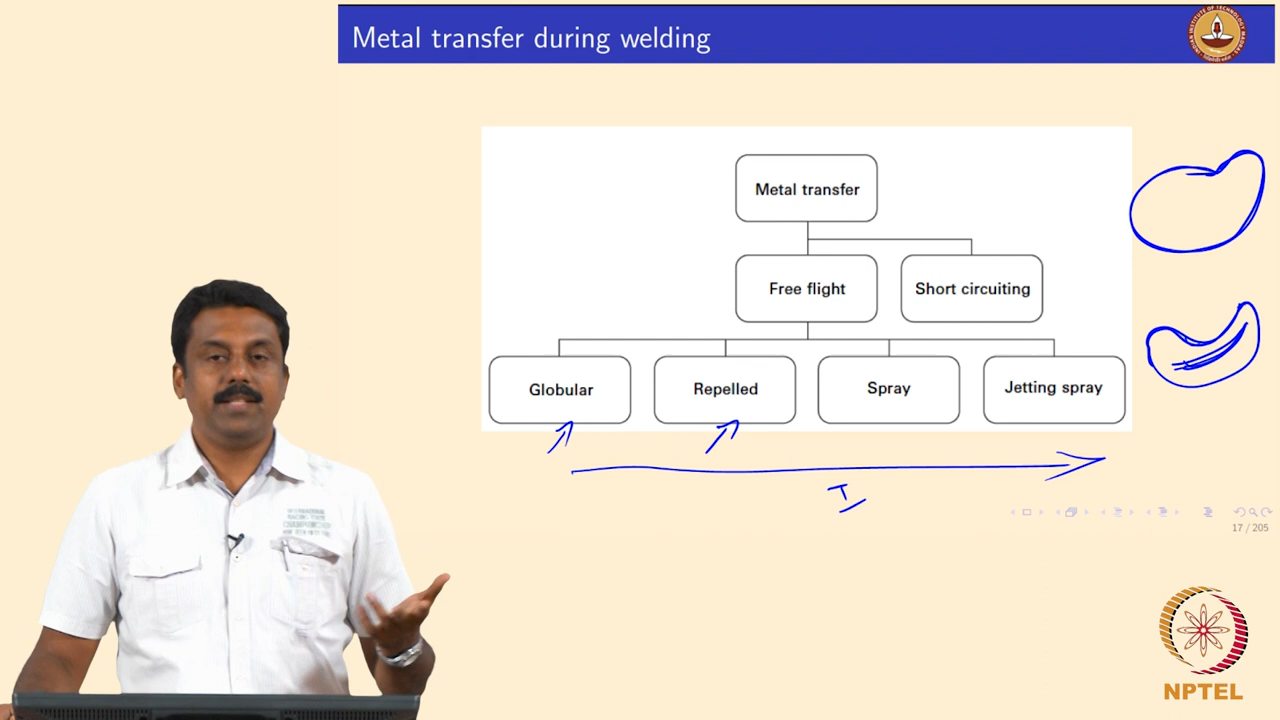 Metal transfer during welding
Metal transfer
Free flight
Short circuiting
Globular
Repelled
Spray
Jetting spray
I
17 / 205
NPTEL